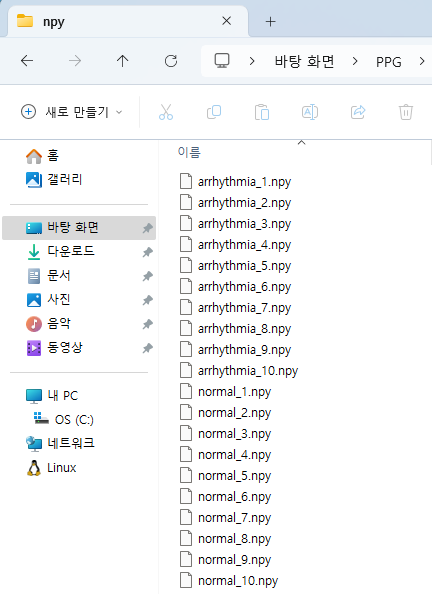 npy
바탕 화면 PPG
새로 만들기
이름
홈
갤러리
바탕 화면
다운로드
문서
사진
음악
동영상
내 PC
OS (C:)
네트워크
Linux
arrhythmia_1.npy
arrhythmia_2.npy
arrhythmia_3.npy
arrhythmia_4.npy
arrhythmia_5.npy
arrhythmia_6.npy
arrhythmia_7.npy
arrhythmia_8.npy
arrhythmia_9.npy
arrhythmia_10.npy
normal_1.npy
normal_2.npy
normal_3.npy
normal_4.npy
normal_5.npy
normal_6.npy
normal_7.npy
normal_8.npy
normal_9.npy
normal_10.npy